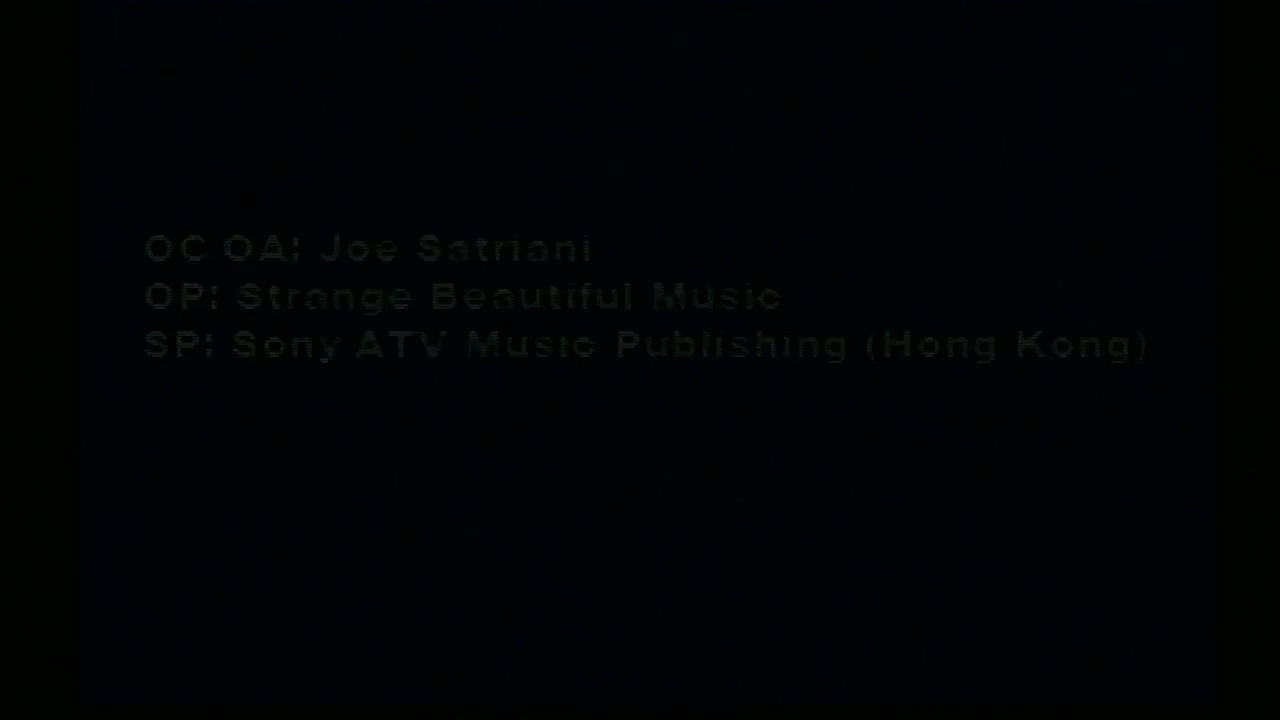 OC OA: Joe Satriani
OP: Strange Beautiful Music
SP: Sony ATV Music Publishing (Hong Kong)